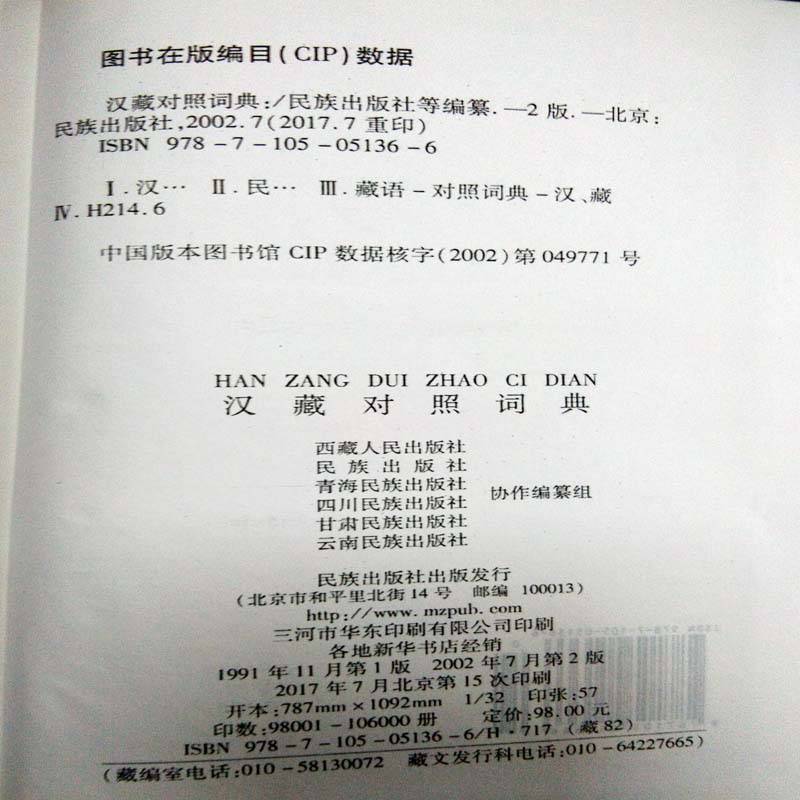 图书在版编目(CIP)数据
汉藏对照词典:/民族出版社等编纂.—2版.—北京:
民族出版社,2002.7(2017.7重印)
ISBN 978-7-105-05136-6
Ⅰ.汉… Ⅱ.民… Ⅲ.藏语-对照词典-汉、藏
Ⅳ.H214.6
中国版本图书馆CIP数据核字(2002)第049771号
HAN ZANG DUI ZHAO CI DIAN
汉藏对照词典
西藏人民出版社
民族出版社
青海民族出版社
四川民族出版社
甘肃民族出版社
云南民族出版社
协作编纂组
民族出版社出版发行
(北京市和平里北街14号 邮编 100013)
http://www.mzpub.com
三河市华东印刷有限公司印刷
各地新华书店经销
1991年11月第1版 2002年7月第2版
2017年7月北京第15次印刷
开本:787mm×1092mm 1/32 印张:57
印数:98001-106000册 定价:98.00元
ISBN 978-7-105-05136-6/H·717(藏82)
(藏编室电话:010-58130072 藏文发行科电话:010-64227665)